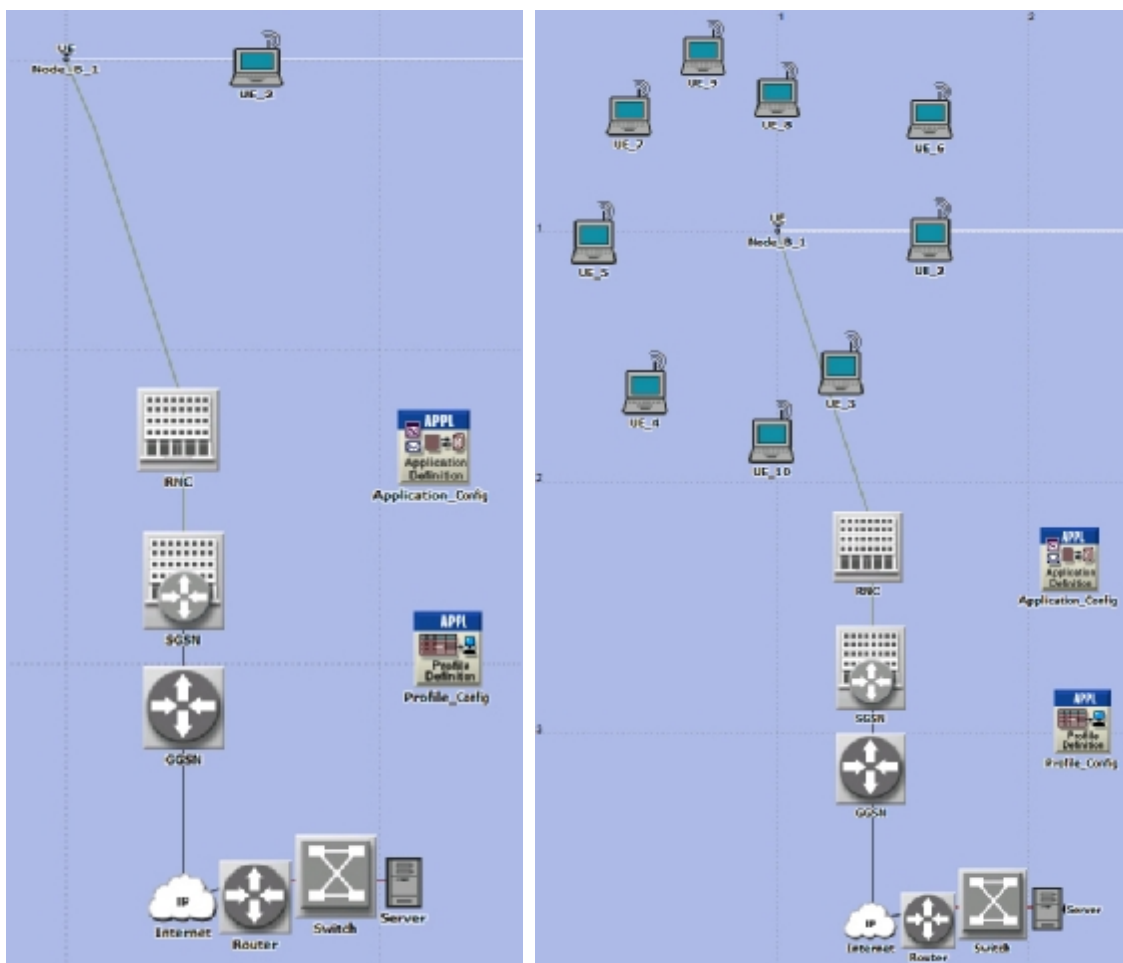 UE
Node_B_1
UE_2
RNC
APPL
Application
Definition
Application_Config
SGSN
APPL
Profile
Definition
Profile_Config
GGSN
IP
Internet
Router
Switch
Server
1
2
UE_9
UE_8
UE_7
UE_6
1
UE
Node_B_1
UE_5
UE_2
UE_3
UE_4
UE_10
2
RNC
APPL
Application
Definition
Application_Config
SGSN
APPL
Profile
Definition
Profile_Config
3
GGSN
IP
Internet
Router
Switch
Server